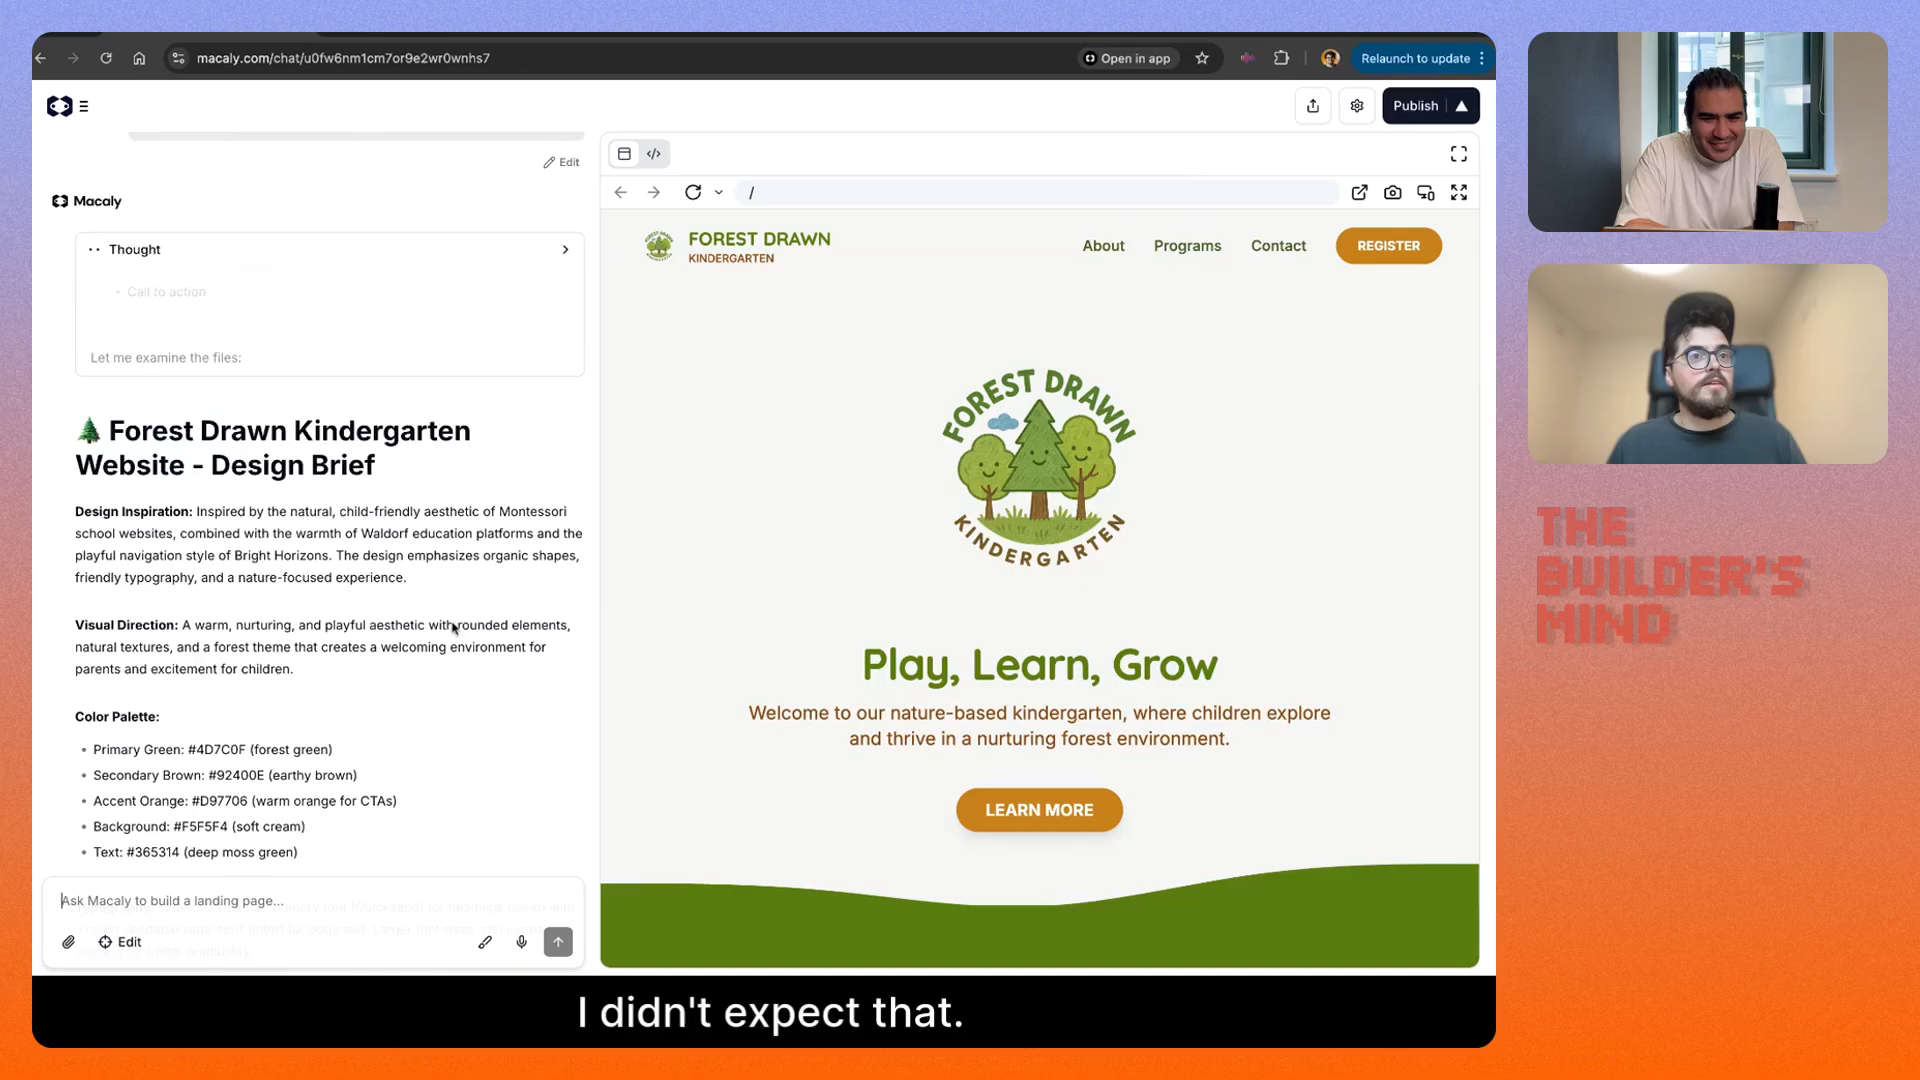 macaly.com/chat/u0fw6nm1cm7or9e2wr0wnhs7
Open in app
Relaunch to update
Publish
Edit
Macaly
Thought
Call to action
Let me examine the files:
🌲 Forest Drawn Kindergarten
Website - Design Brief
Design Inspiration: Inspired by the natural, child-friendly aesthetic of Montessori
school websites, combined with the warmth of Waldorf education platforms and the
playful navigation style of Bright Horizons. The design emphasizes organic shapes,
friendly typography, and a nature-focused experience.
Visual Direction: A warm, nurturing, and playful aesthetic with rounded elements,
natural textures, and a forest theme that creates a welcoming environment for
parents and excitement for children.
Color Palette:
• Primary Green: #4D7C0F (forest green)
• Secondary Brown: #92400E (earthy brown)
• Accent Orange: #D97706 (warm orange for CTAs)
• Background: #F5F5F4 (soft cream)
• Text: #365314 (deep moss green)
Ask Macaly to build a landing page...
Edit
/
FOREST DRAWN
KINDERGARTEN
About
Programs
Contact
REGISTER
FOREST DRAWN
KINDERGARTEN
Play, Learn, Grow
Welcome to our nature-based kindergarten, where children explore
and thrive in a nurturing forest environment.
LEARN MORE
I didn't expect that.
THE
BUILDER'S
MIND